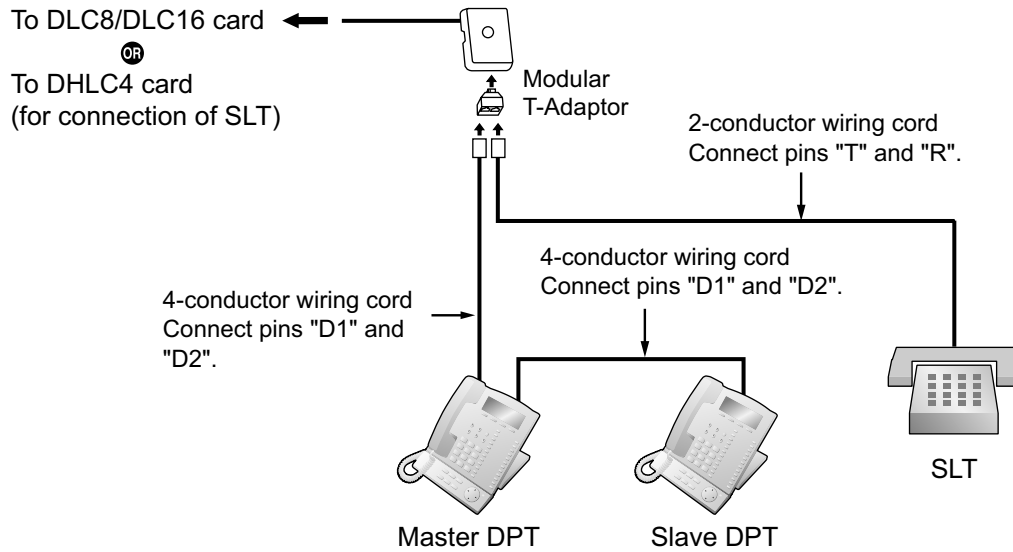 To DLC8/DLC16 card
OR
To DHLC4 card
(for connection of SLT)
Modular
T-Adaptor
2-conductor wiring cord
Connect pins "T" and "R".
4-conductor wiring cord
Connect pins "D1" and "D2".
4-conductor wiring cord
Connect pins "D1" and
"D2".
SLT
Master DPT
Slave DPT